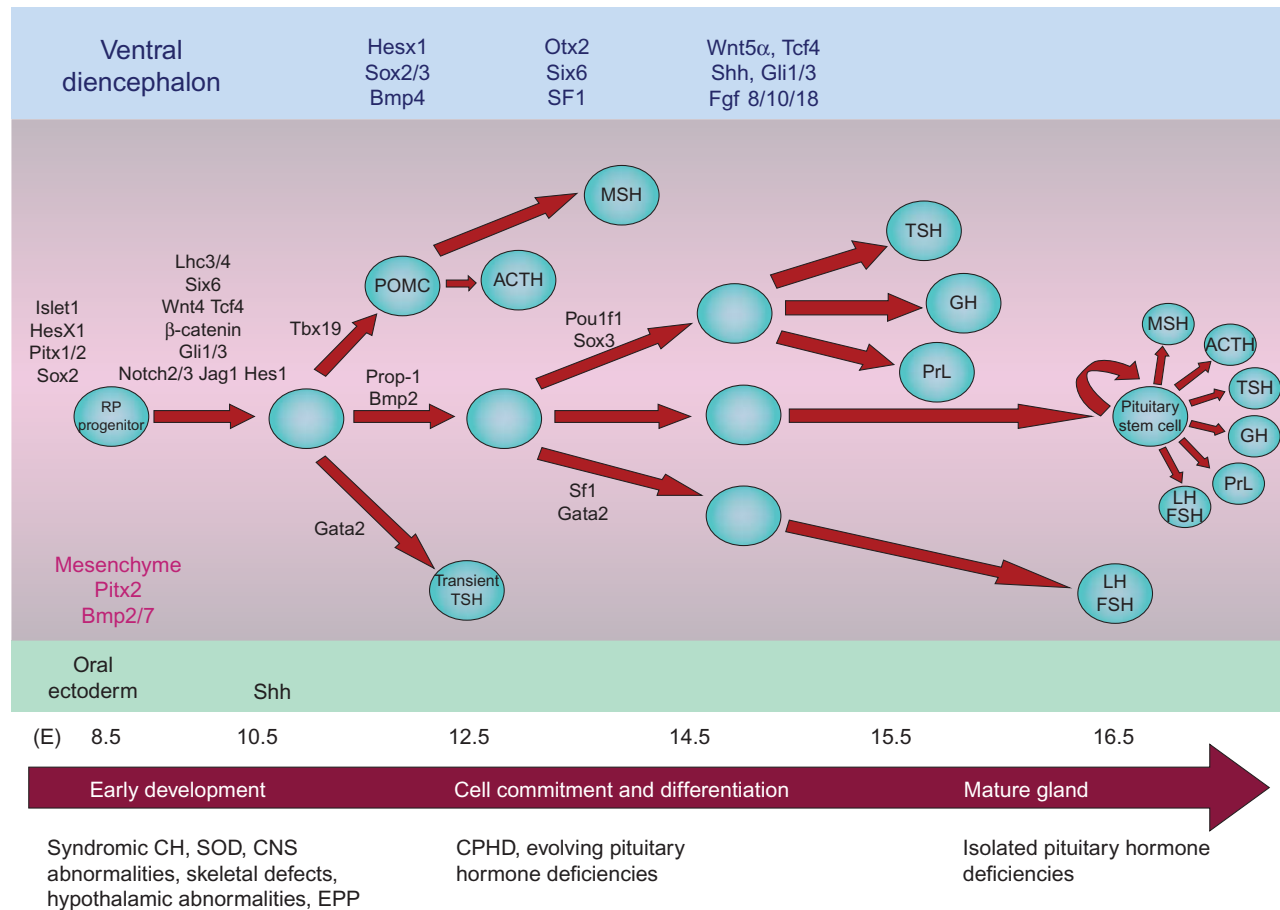 Ventral
diencephalon
Hesx1
Sox2/3
Bmp4
Otx2
Six6
SF1
Wnt5α, Tcf4
Shh, Gli1/3
Fgf 8/10/18
Islet1
HesX1
Pitx1/2
Sox2
Lhc3/4
Six6
Wnt4 Tcf4
β-catenin
Gli1/3
Notch2/3 Jag1 Hes1
RP
progenitor
Tbx19
POMC
MSH
ACTH
Prop-1
Bmp2
Gata2
Transient
TSH
Pou1f1
Sox3
Sf1
Gata2
TSH
GH
PrL
LH
FSH
Pituitary
stem cell
MSH
ACTH
TSH
GH
PrL
LH
FSH
Mesenchyme
Pitx2
Bmp2/7
Oral
ectoderm
Shh
(E) 8.5 10.5 12.5 14.5 15.5 16.5
Early development
Cell commitment and differentiation
Mature gland
Syndromic CH, SOD, CNS
abnormalities, skeletal defects,
hypothalamic abnormalities, EPP
CPHD, evolving pituitary
hormone deficiencies
Isolated pituitary hormone
deficiencies